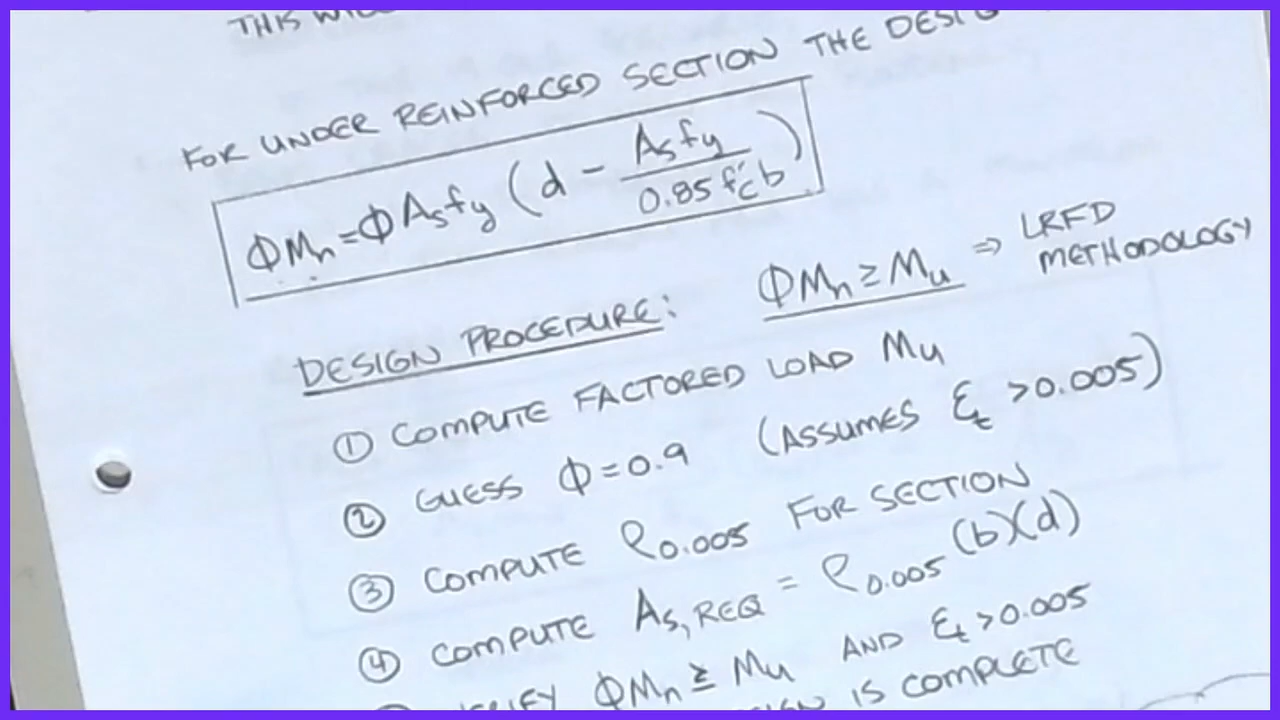 THIS
FOR UNDER REINFORCED SECTION THE
ΦMn = ΦAsfy (d - Asfy / 0.85 f'c b)
DESIGN PROCEDURE: ΦMn ≥ Mu ⇒ LRFD METHODOLOGY
① COMPUTE FACTORED LOAD Mu
② GUESS Φ = 0.9 (ASSUMES εt > 0.005)
③ COMPUTE ρ0.005 FOR SECTION
④ COMPUTE As, REQ = ρ0.005 (b)(d)
ΦMn ≥ Mu AND εt > 0.005
IS COMPLETE